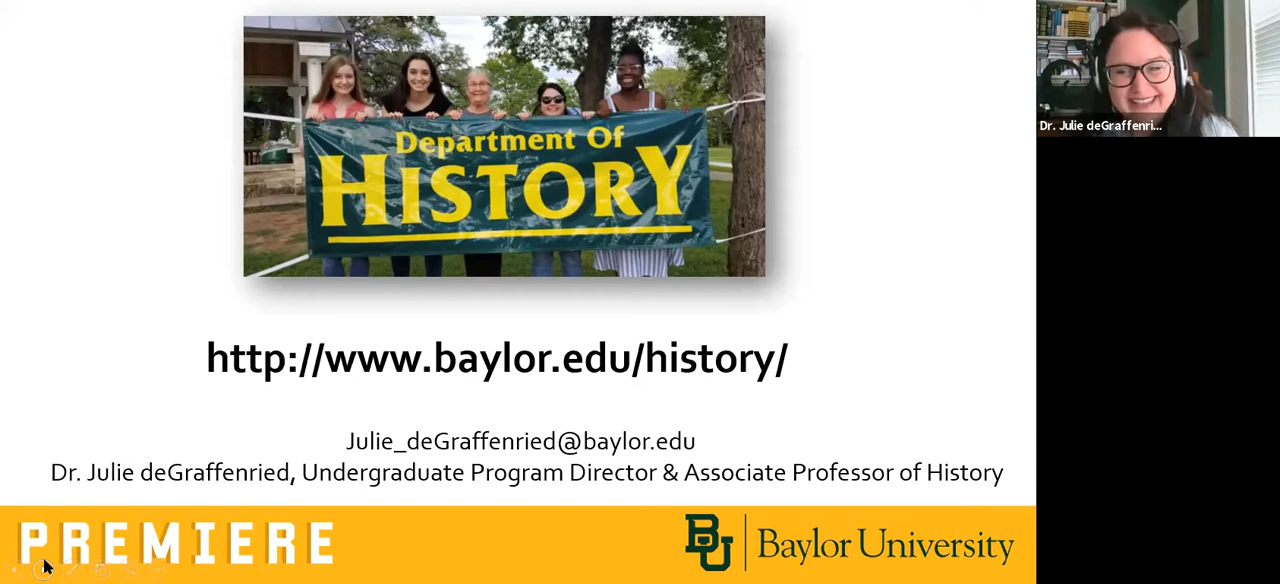 Department Of
HISTORY
Dr. Julie deGraffenri...
http://www.baylor.edu/history/
Julie_deGraffenried@baylor.edu
Dr. Julie deGraffenried, Undergraduate Program Director & Associate Professor of History
PREMIERE
BU
Baylor University